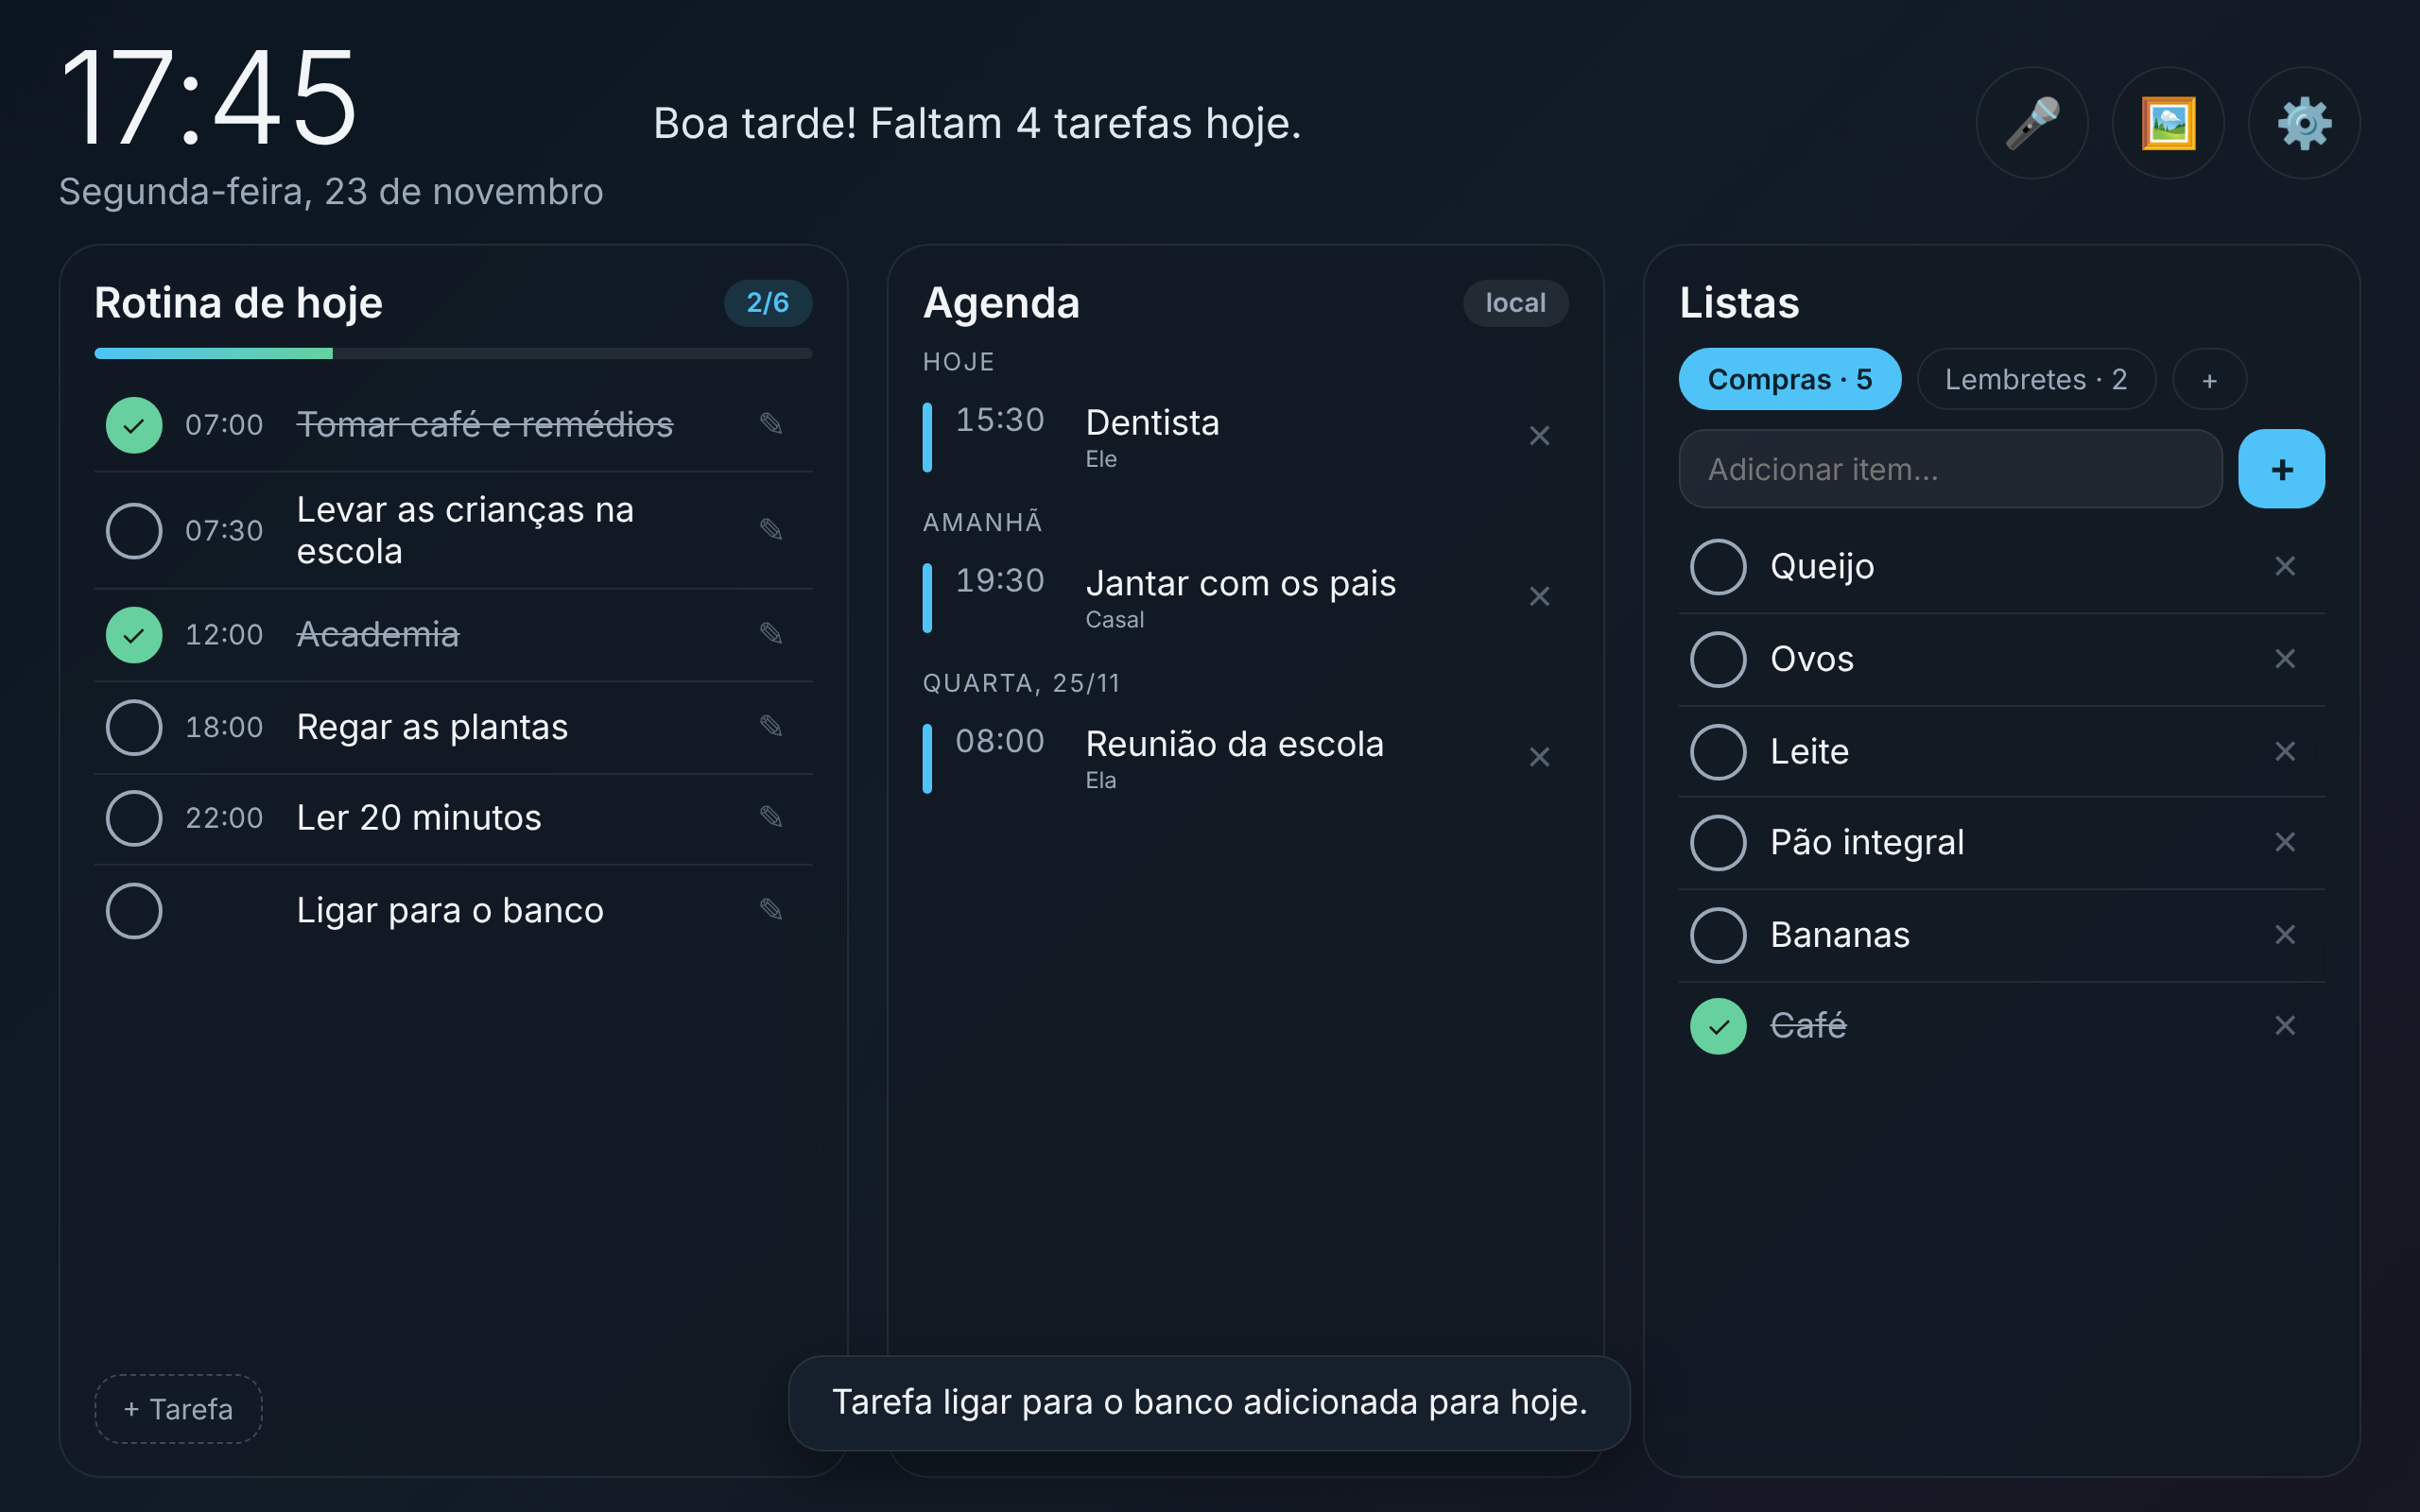 17:45
Segunda-feira, 23 de novembro
Boa tarde! Faltam 4 tarefas hoje.
Rotina de hoje
2/6
07:00 Tomar café e remédios
07:30 Levar as crianças na
escola
12:00 Academia
18:00 Regar as plantas
22:00 Ler 20 minutos
Ligar para o banco
+ Tarefa
Agenda
local
HOJE
15:30 Dentista
Ele
AMANHÃ
19:30 Jantar com os pais
Casal
QUARTA, 25/11
08:00 Reunião da escola
Ela
Listas
Compras · 5
Lembretes · 2
+
Adicionar item...
+
Queijo
Ovos
Leite
Pão integral
Bananas
Café
Tarefa ligar para o banco adicionada para hoje.